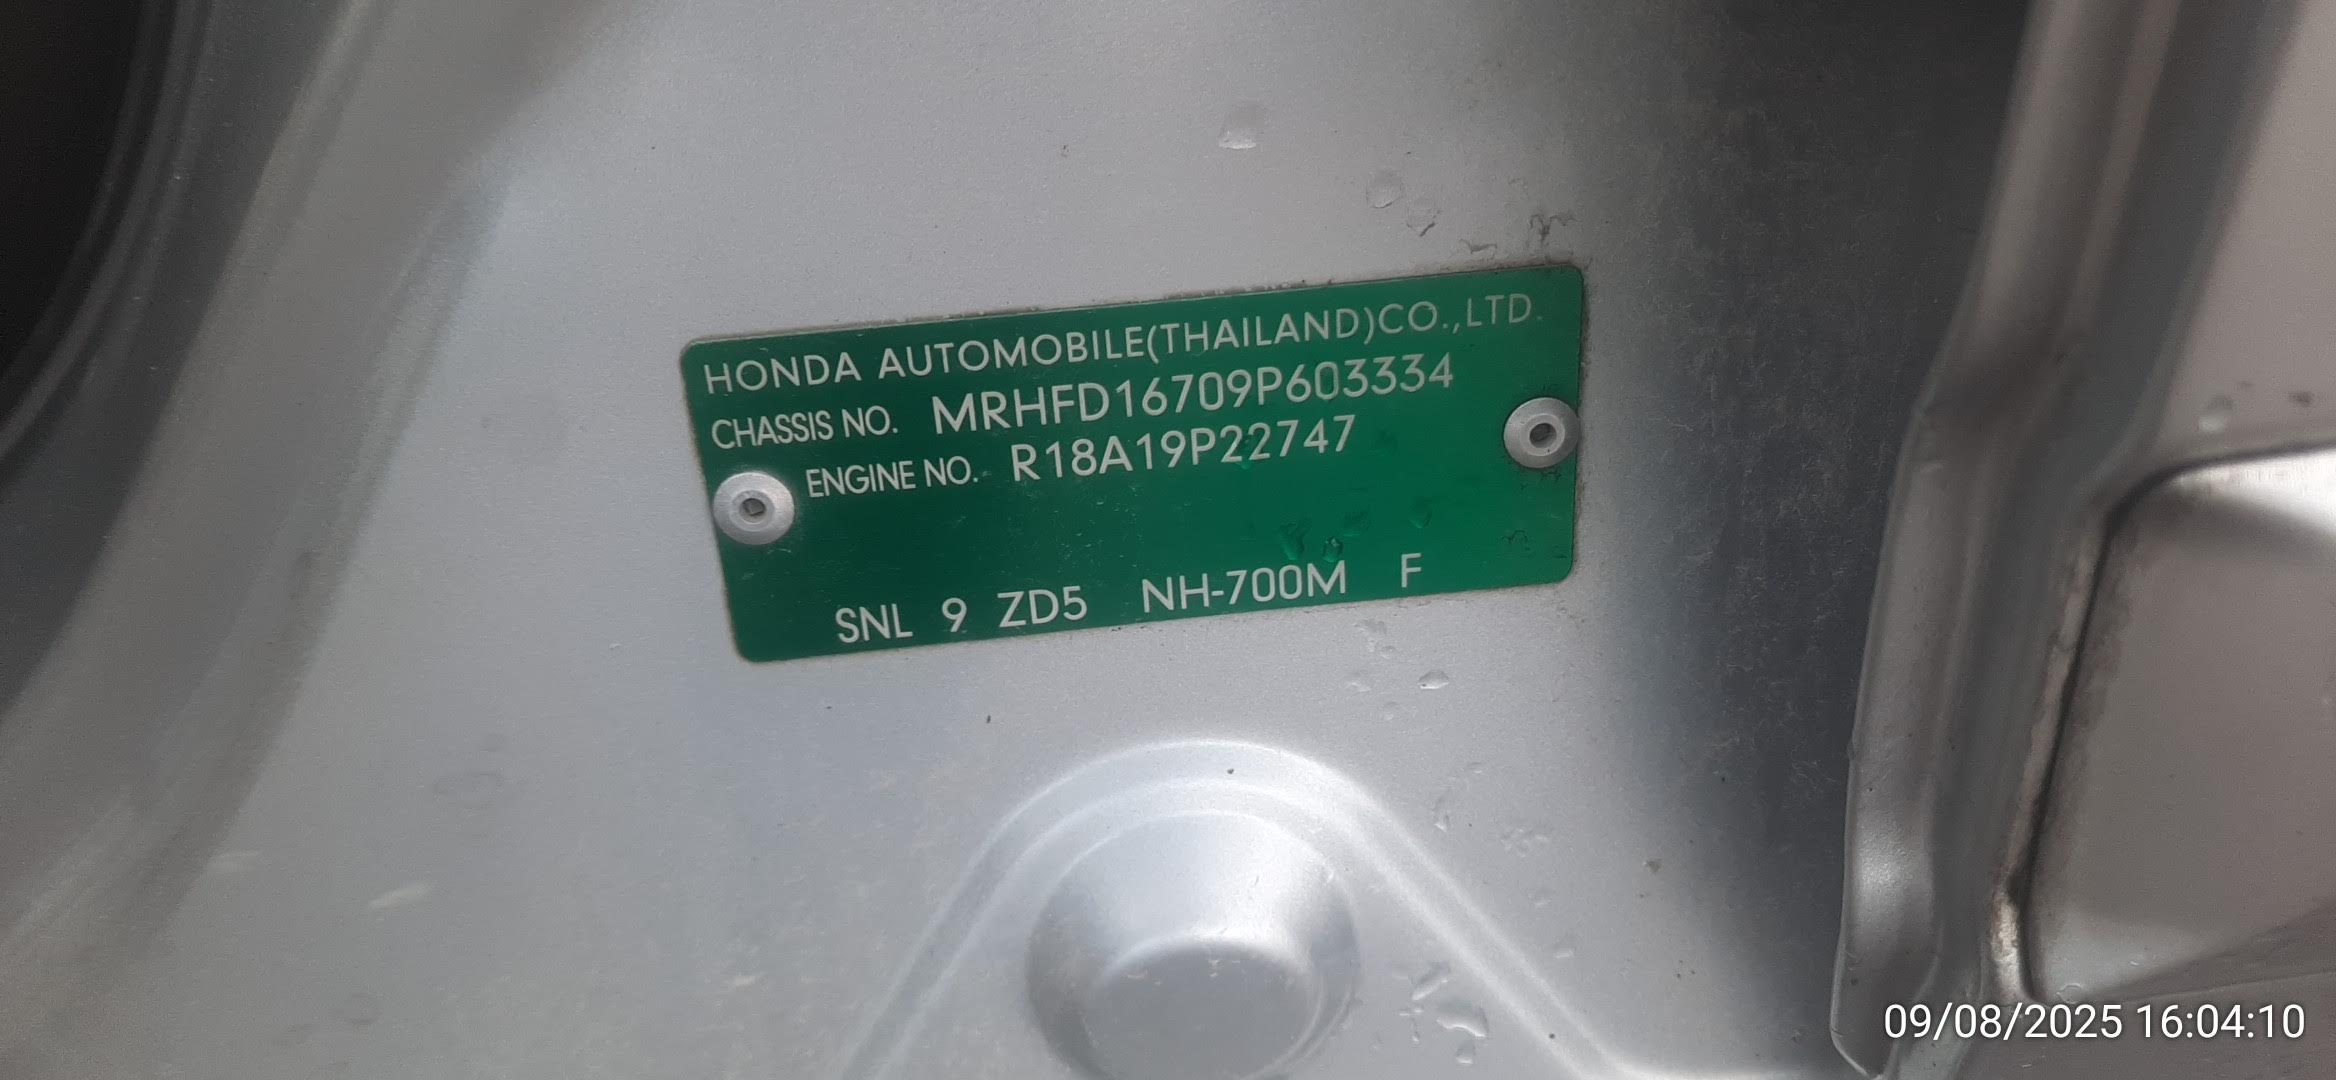 HONDA AUTOMOBILE(THAILAND)CO.,LTD.
CHASSIS NO. MRHFD16709P603334
ENGINE NO. R18A19P22747
SNL 9 ZD5 NH-700M F
09/08/2025 16:04:10